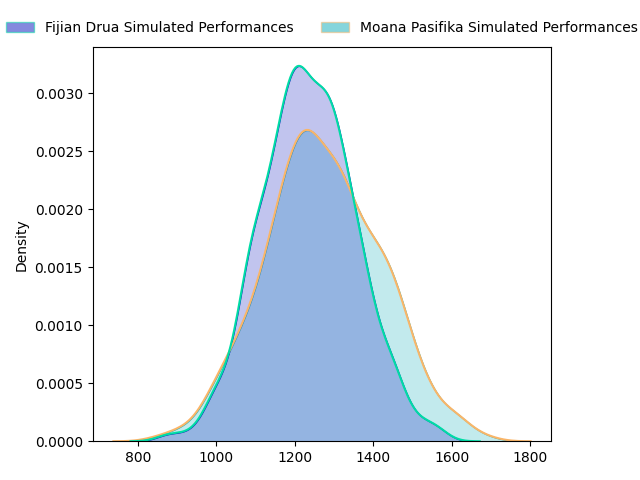 Fijian Drua Simulated Performances Moana Pasifika Simulated Performances
0.0030
0.0025
0.0020
0.0015
0.0010
0.0005
0.0000
Density
800 1000 1200 1400 1600 1800